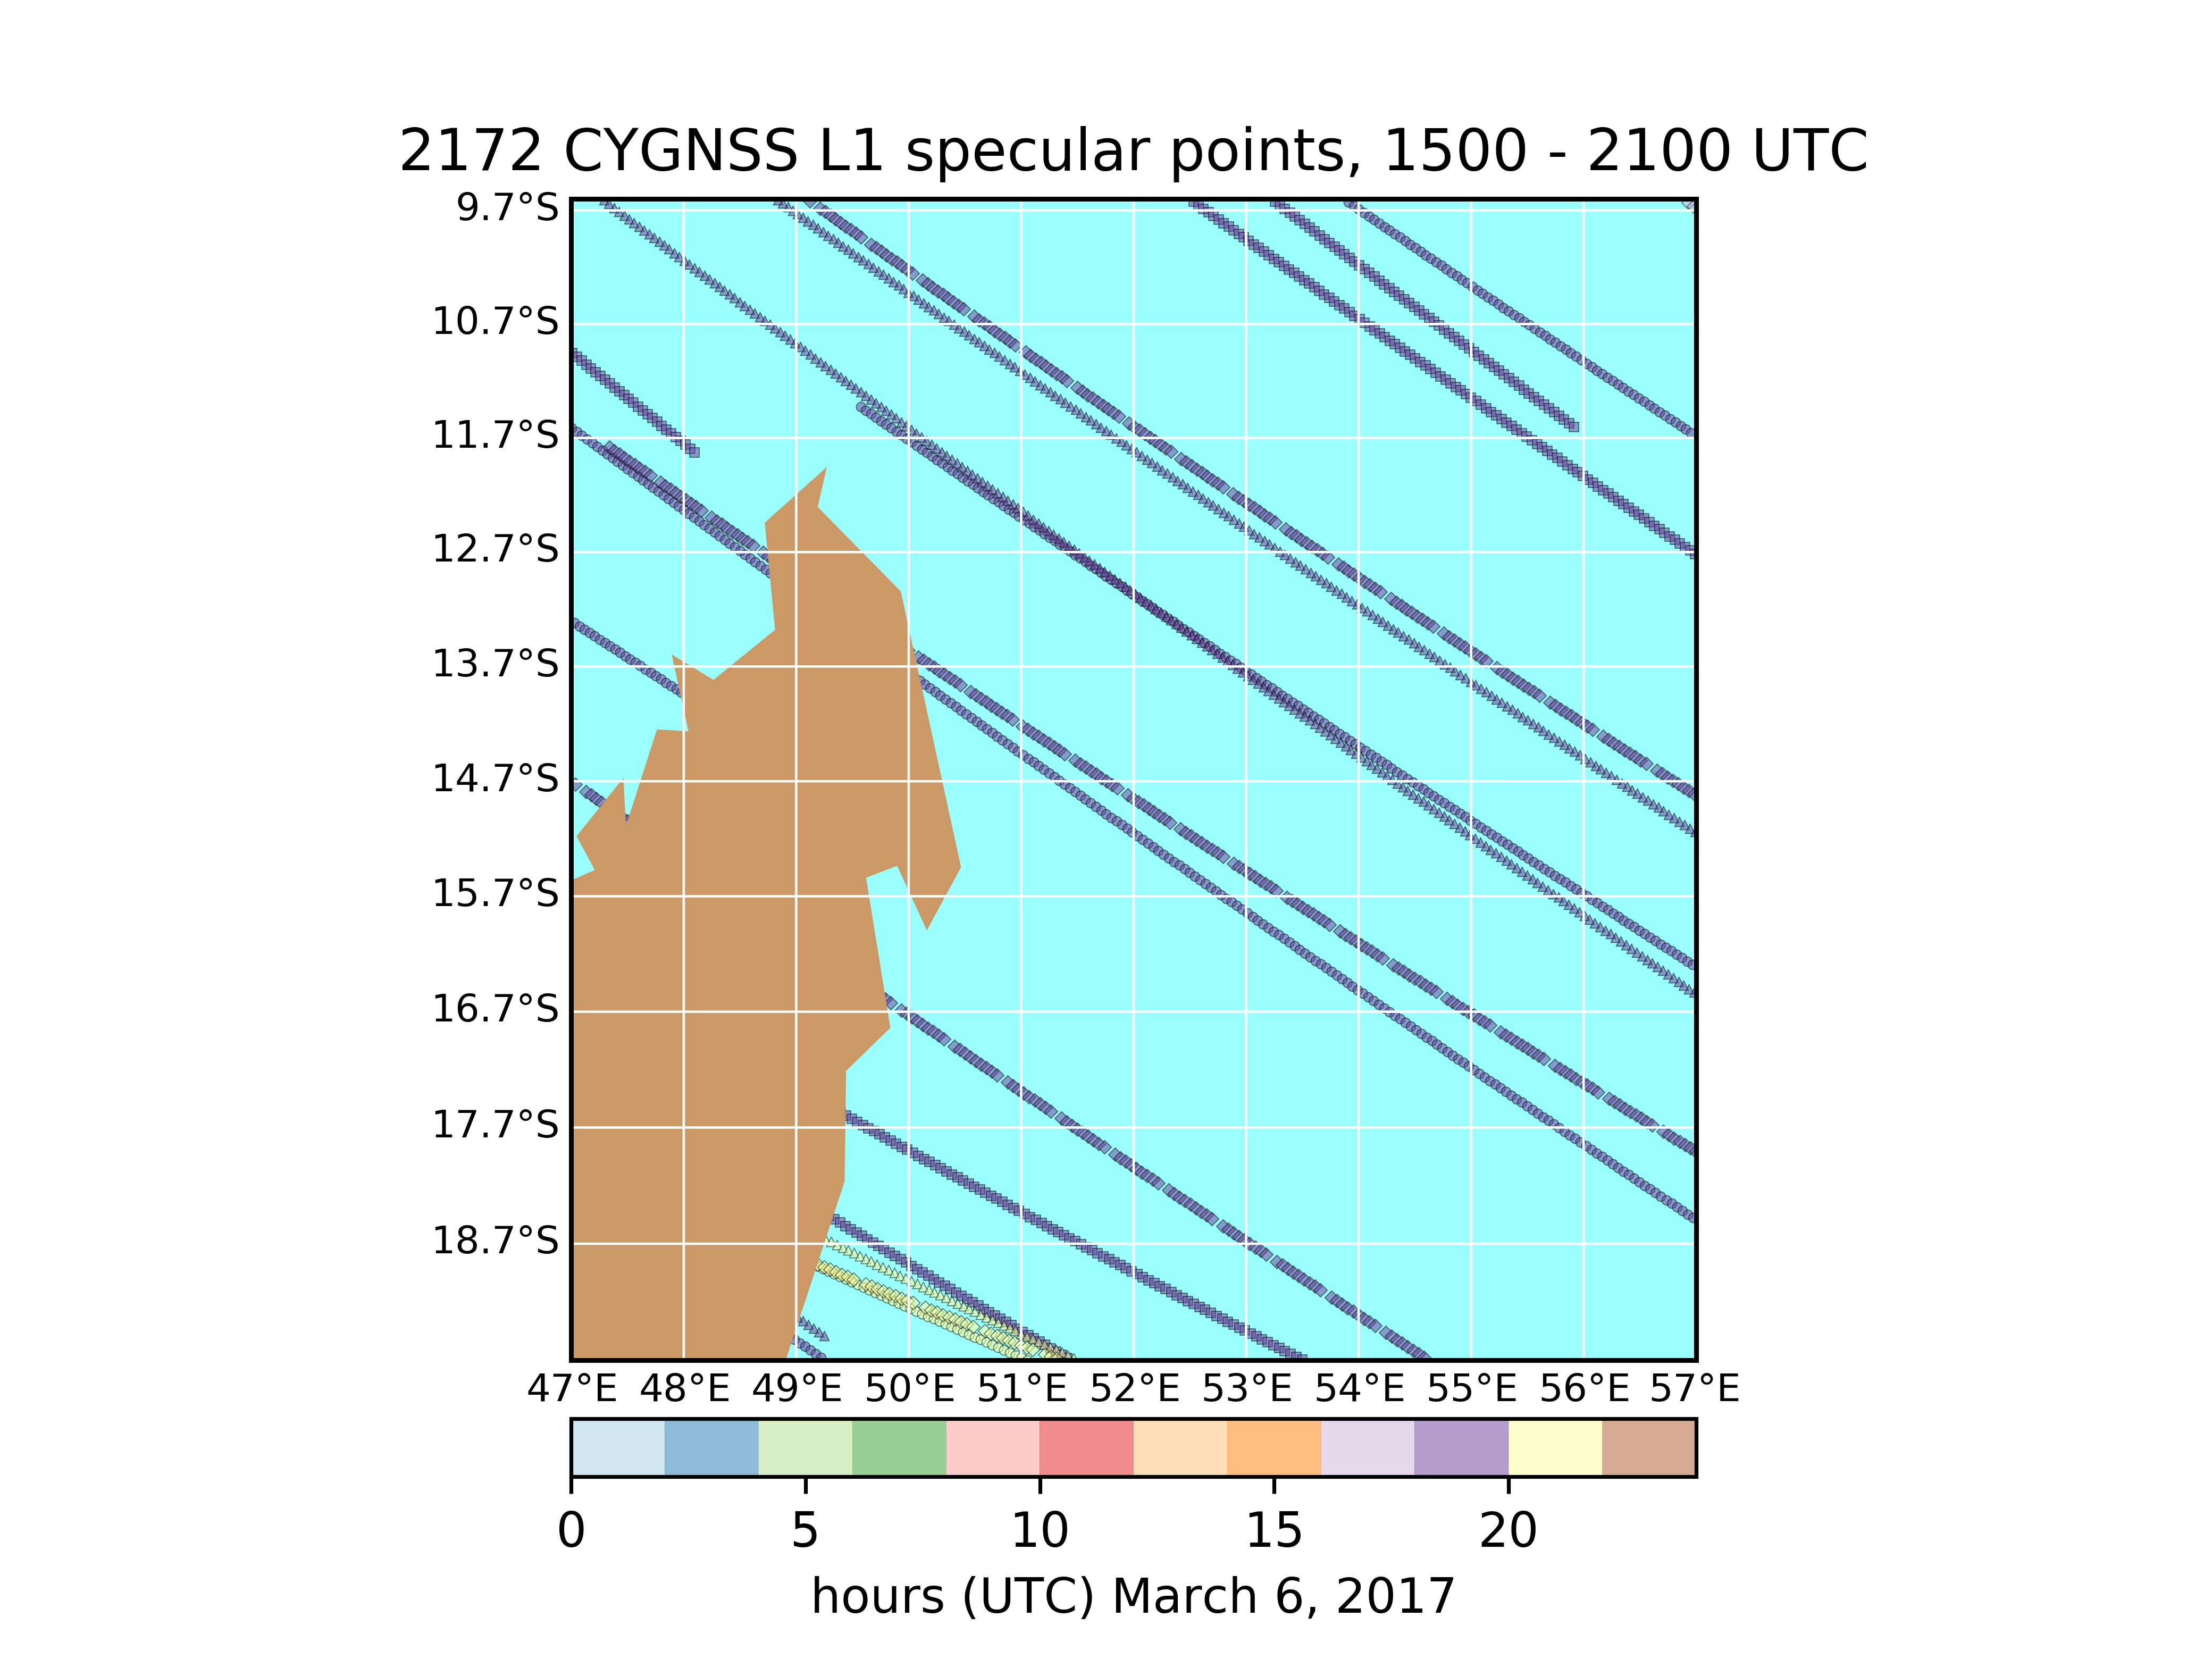 2172 CYGNSS L1 specular points, 1500 - 2100 UTC
9.7°S
10.7°S
11.7°S
12.7°S
13.7°S
14.7°S
15.7°S
16.7°S
17.7°S
18.7°S
47°E 48°E 49°E 50°E 51°E 52°E 53°E 54°E 55°E 56°E 57°E
0 5 10 15 20
hours (UTC) March 6, 2017